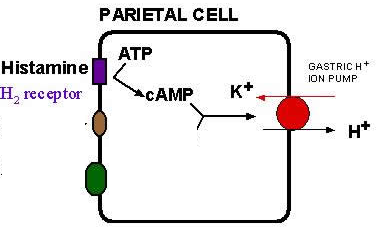 PARIETAL CELL
ATP
Histamine
H₂ receptor
cAMP
K⁺
GASTRIC H⁺
ION PUMP
H⁺